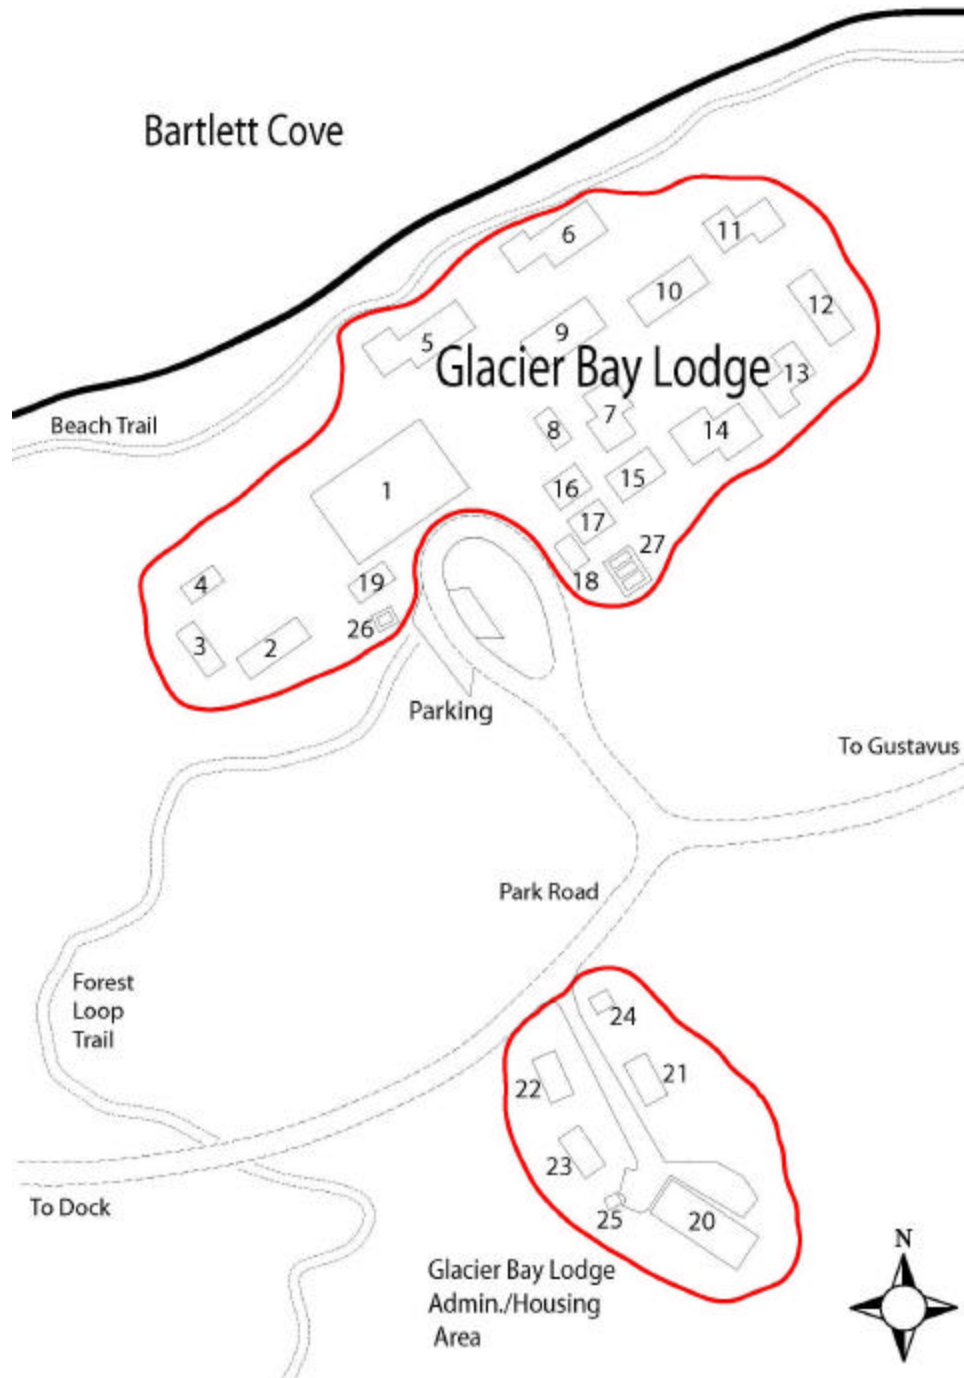 Bartlett Cove
11
6
10
12
9
5
Glacier Bay Lodge
13
7
Beach Trail
8
14
15
1
16
17
27
4
19
18
26
3
2
Parking
To Gustavus
Park Road
Forest
Loop
Trail
24
22
21
23
To Dock
25
20
N
Glacier Bay Lodge
Admin./Housing
Area